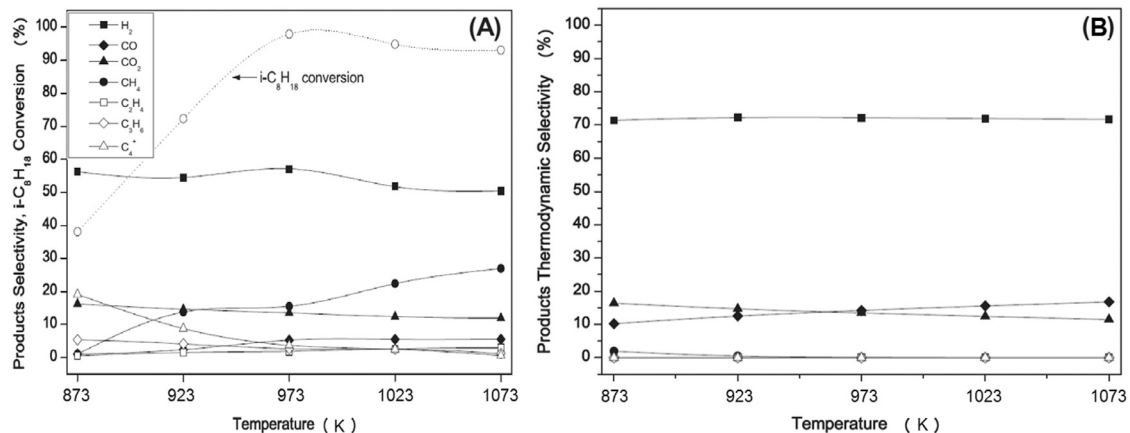 Products Selectivity, i-C₈H₁₈ Conversion (%)
100
90
80
70
60
50
40
30
20
10
0
H₂
CO
CO₂
CH₄
C₂H₄
C₃H₆
C₄⁺
(A)
i-C₈H₁₈ conversion
873 923 973 1023 1073
Temperature (K)
Products Thermodynamic Selectivity (%)
100
90
80
70
60
50
40
30
20
10
0
(B)
873 923 973 1023 1073
Temperature (K)